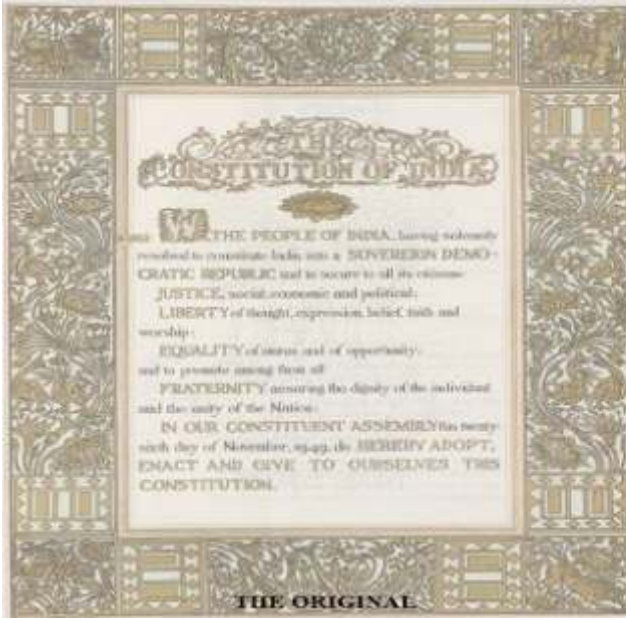 THE
CONSTITUTION OF INDIA
WE, THE PEOPLE OF INDIA, having solemnly
resolved to constitute India into a SOVEREIGN DEMO-
CRATIC REPUBLIC and to secure to all its citizens:
JUSTICE, social, economic and political;
LIBERTY of thought, expression, belief, faith and
worship;
EQUALITY of status and of opportunity;
and to promote among them all
FRATERNITY assuring the dignity of the individual
and the unity of the Nation;
IN OUR CONSTITUENT ASSEMBLY this twenty
sixth day of November, 1949, do HEREBY ADOPT,
ENACT AND GIVE TO OURSELVES THIS
CONSTITUTION.
THE ORIGINAL